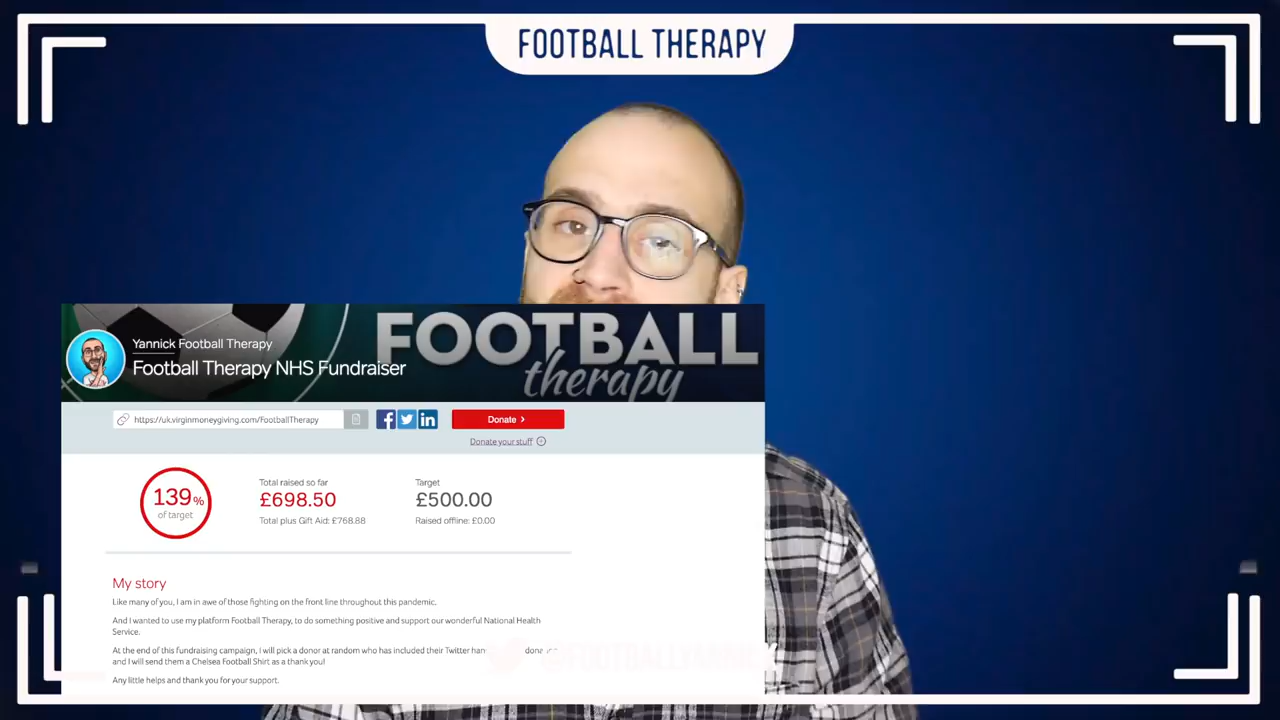 FOOTBALL THERAPY
FOOTBALL
therapy
Yannick Football Therapy
Football Therapy NHS Fundraiser
https://uk.virginmoneygiving.com/FootballTherapy
Donate >
Donate your stuff
139%
of target
Total raised so far
£698.50
Total plus Gift Aid: £768.88
Target
£500.00
Raised offline: £0.00
My story
Like many of you, I am in awe of those fighting on the front line throughout this pandemic.
And I wanted to use my platform Football Therapy, to do something positive and support our wonderful National Health
Service.
At the end of this fundraising campaign, I will pick a donor at random who has included their Twitter
and I will send them a Chelsea Football Shirt as a thank you!
Any little helps and thank you for your support.